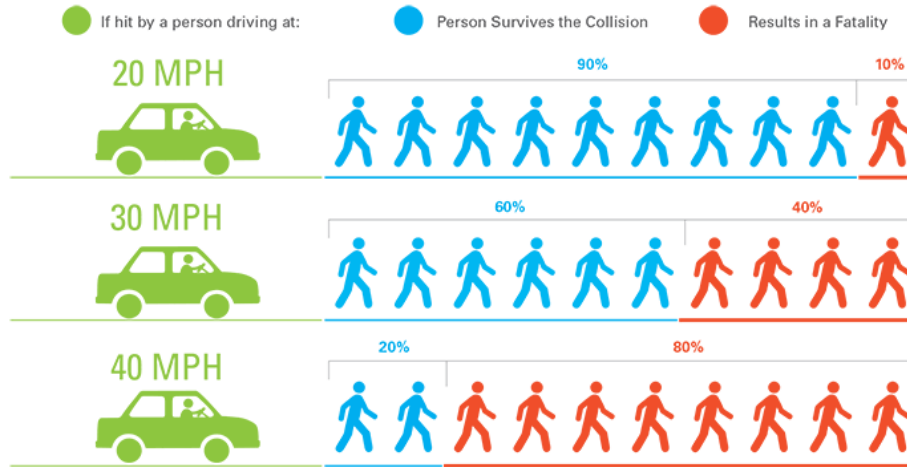 If hit by a person driving at: Person Survives the Collision Results in a Fatality
20 MPH 90% 10%
30 MPH 60% 40%
40 MPH 20% 80%